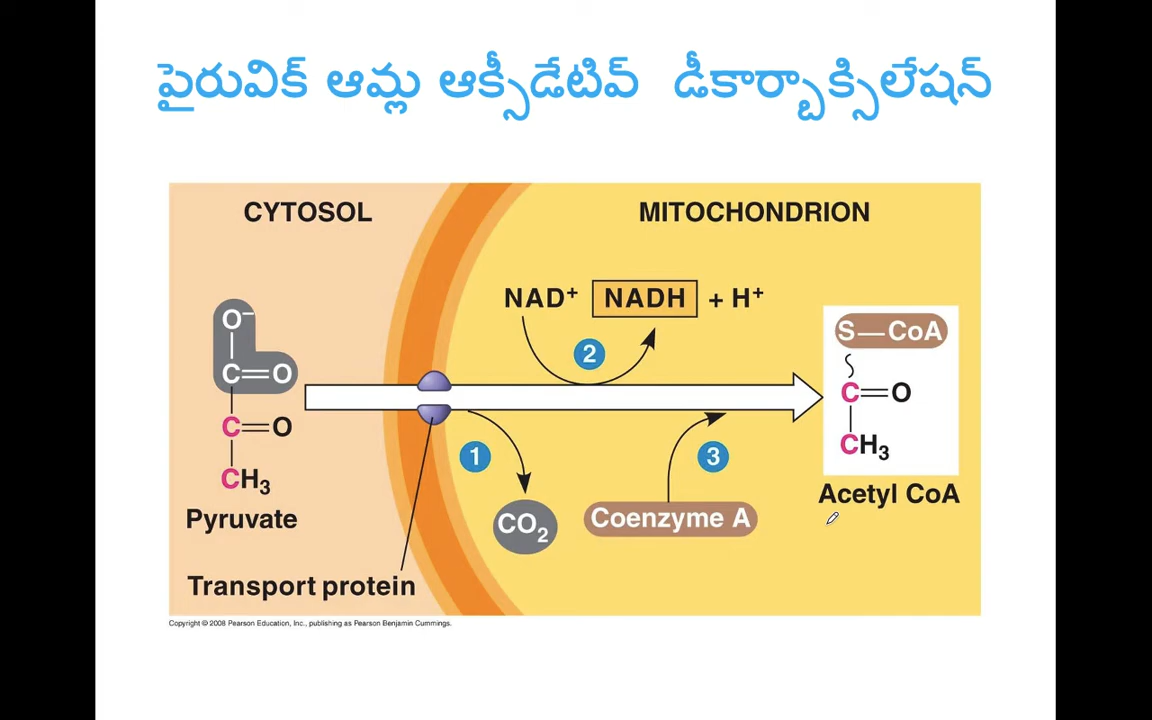 పైరువిక్ ఆమ్ల ఆక్సీడేటివ్ డీకార్బాక్సిలేషన్
CYTOSOL
MITOCHONDRION
NAD+ NADH + H+
2
O−
C=O
C=O
CH3
Pyruvate
S—CoA
C=O
CH3
Acetyl CoA
1
3
CO2
Coenzyme A
Transport protein
Copyright © 2008 Pearson Education, Inc., publishing as Pearson Benjamin Cummings.